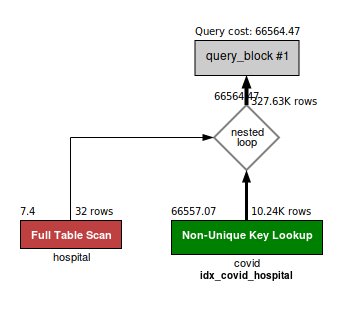 Query cost: 66564.47
query_block #1
66564.47
327.63K rows
nested
loop
7.4
32 rows
66557.07
10.24K rows
Full Table Scan
Non-Unique Key Lookup
hospital
covid
idx_covid_hospital